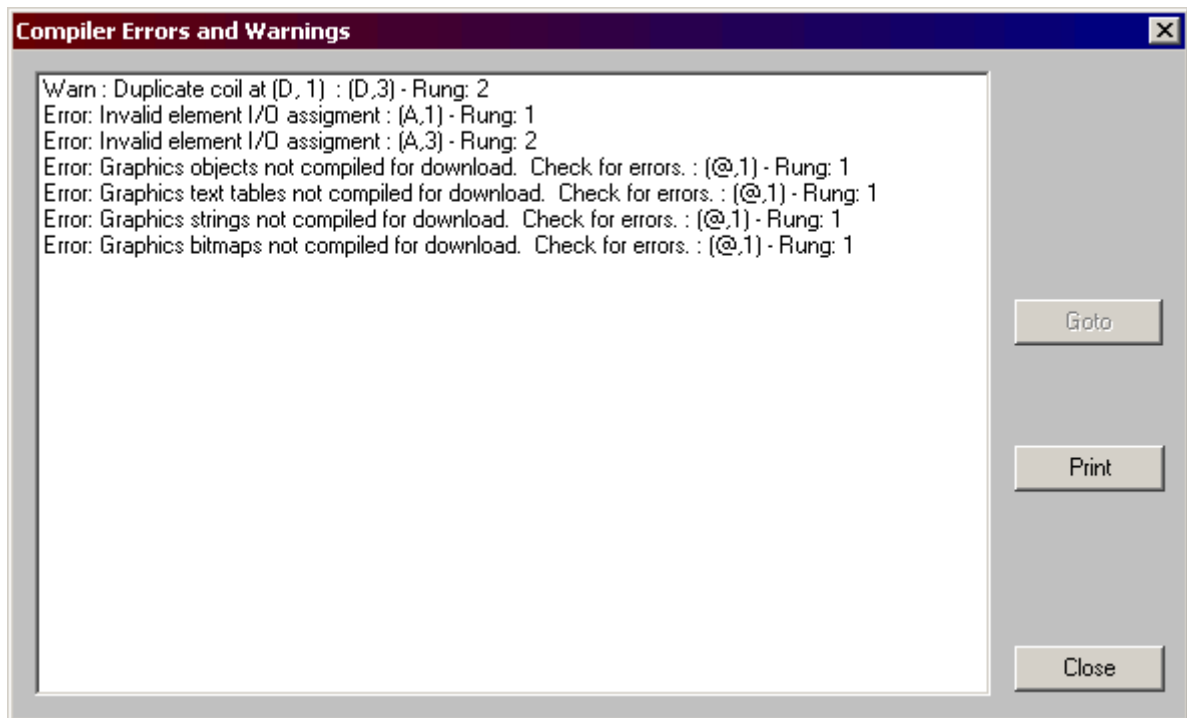 Compiler Errors and Warnings
Warn : Duplicate coil at (D, 1)  : (D,3) - Rung: 2
Error: Invalid element I/O assigment : (A,1) - Rung: 1
Error: Invalid element I/O assigment : (A,3) - Rung: 2
Error: Graphics objects not compiled for download.  Check for errors. : (@,1) - Rung: 1
Error: Graphics text tables not compiled for download.  Check for errors. : (@,1) - Rung: 1
Error: Graphics strings not compiled for download.  Check for errors. : (@,1) - Rung: 1
Error: Graphics bitmaps not compiled for download.  Check for errors. : (@,1) - Rung: 1
Goto
Print
Close